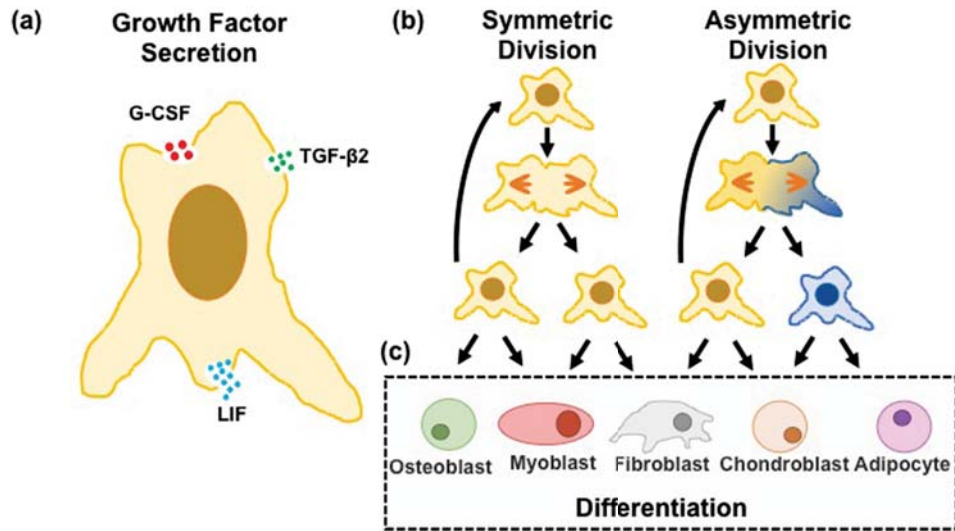 (a)
Growth Factor
Secretion
G-CSF
TGF-β2
LIF
(b)
Symmetric
Division
Asymmetric
Division
(c)
Osteoblast
Myoblast
Fibroblast
Chondroblast
Adipocyte
Differentiation